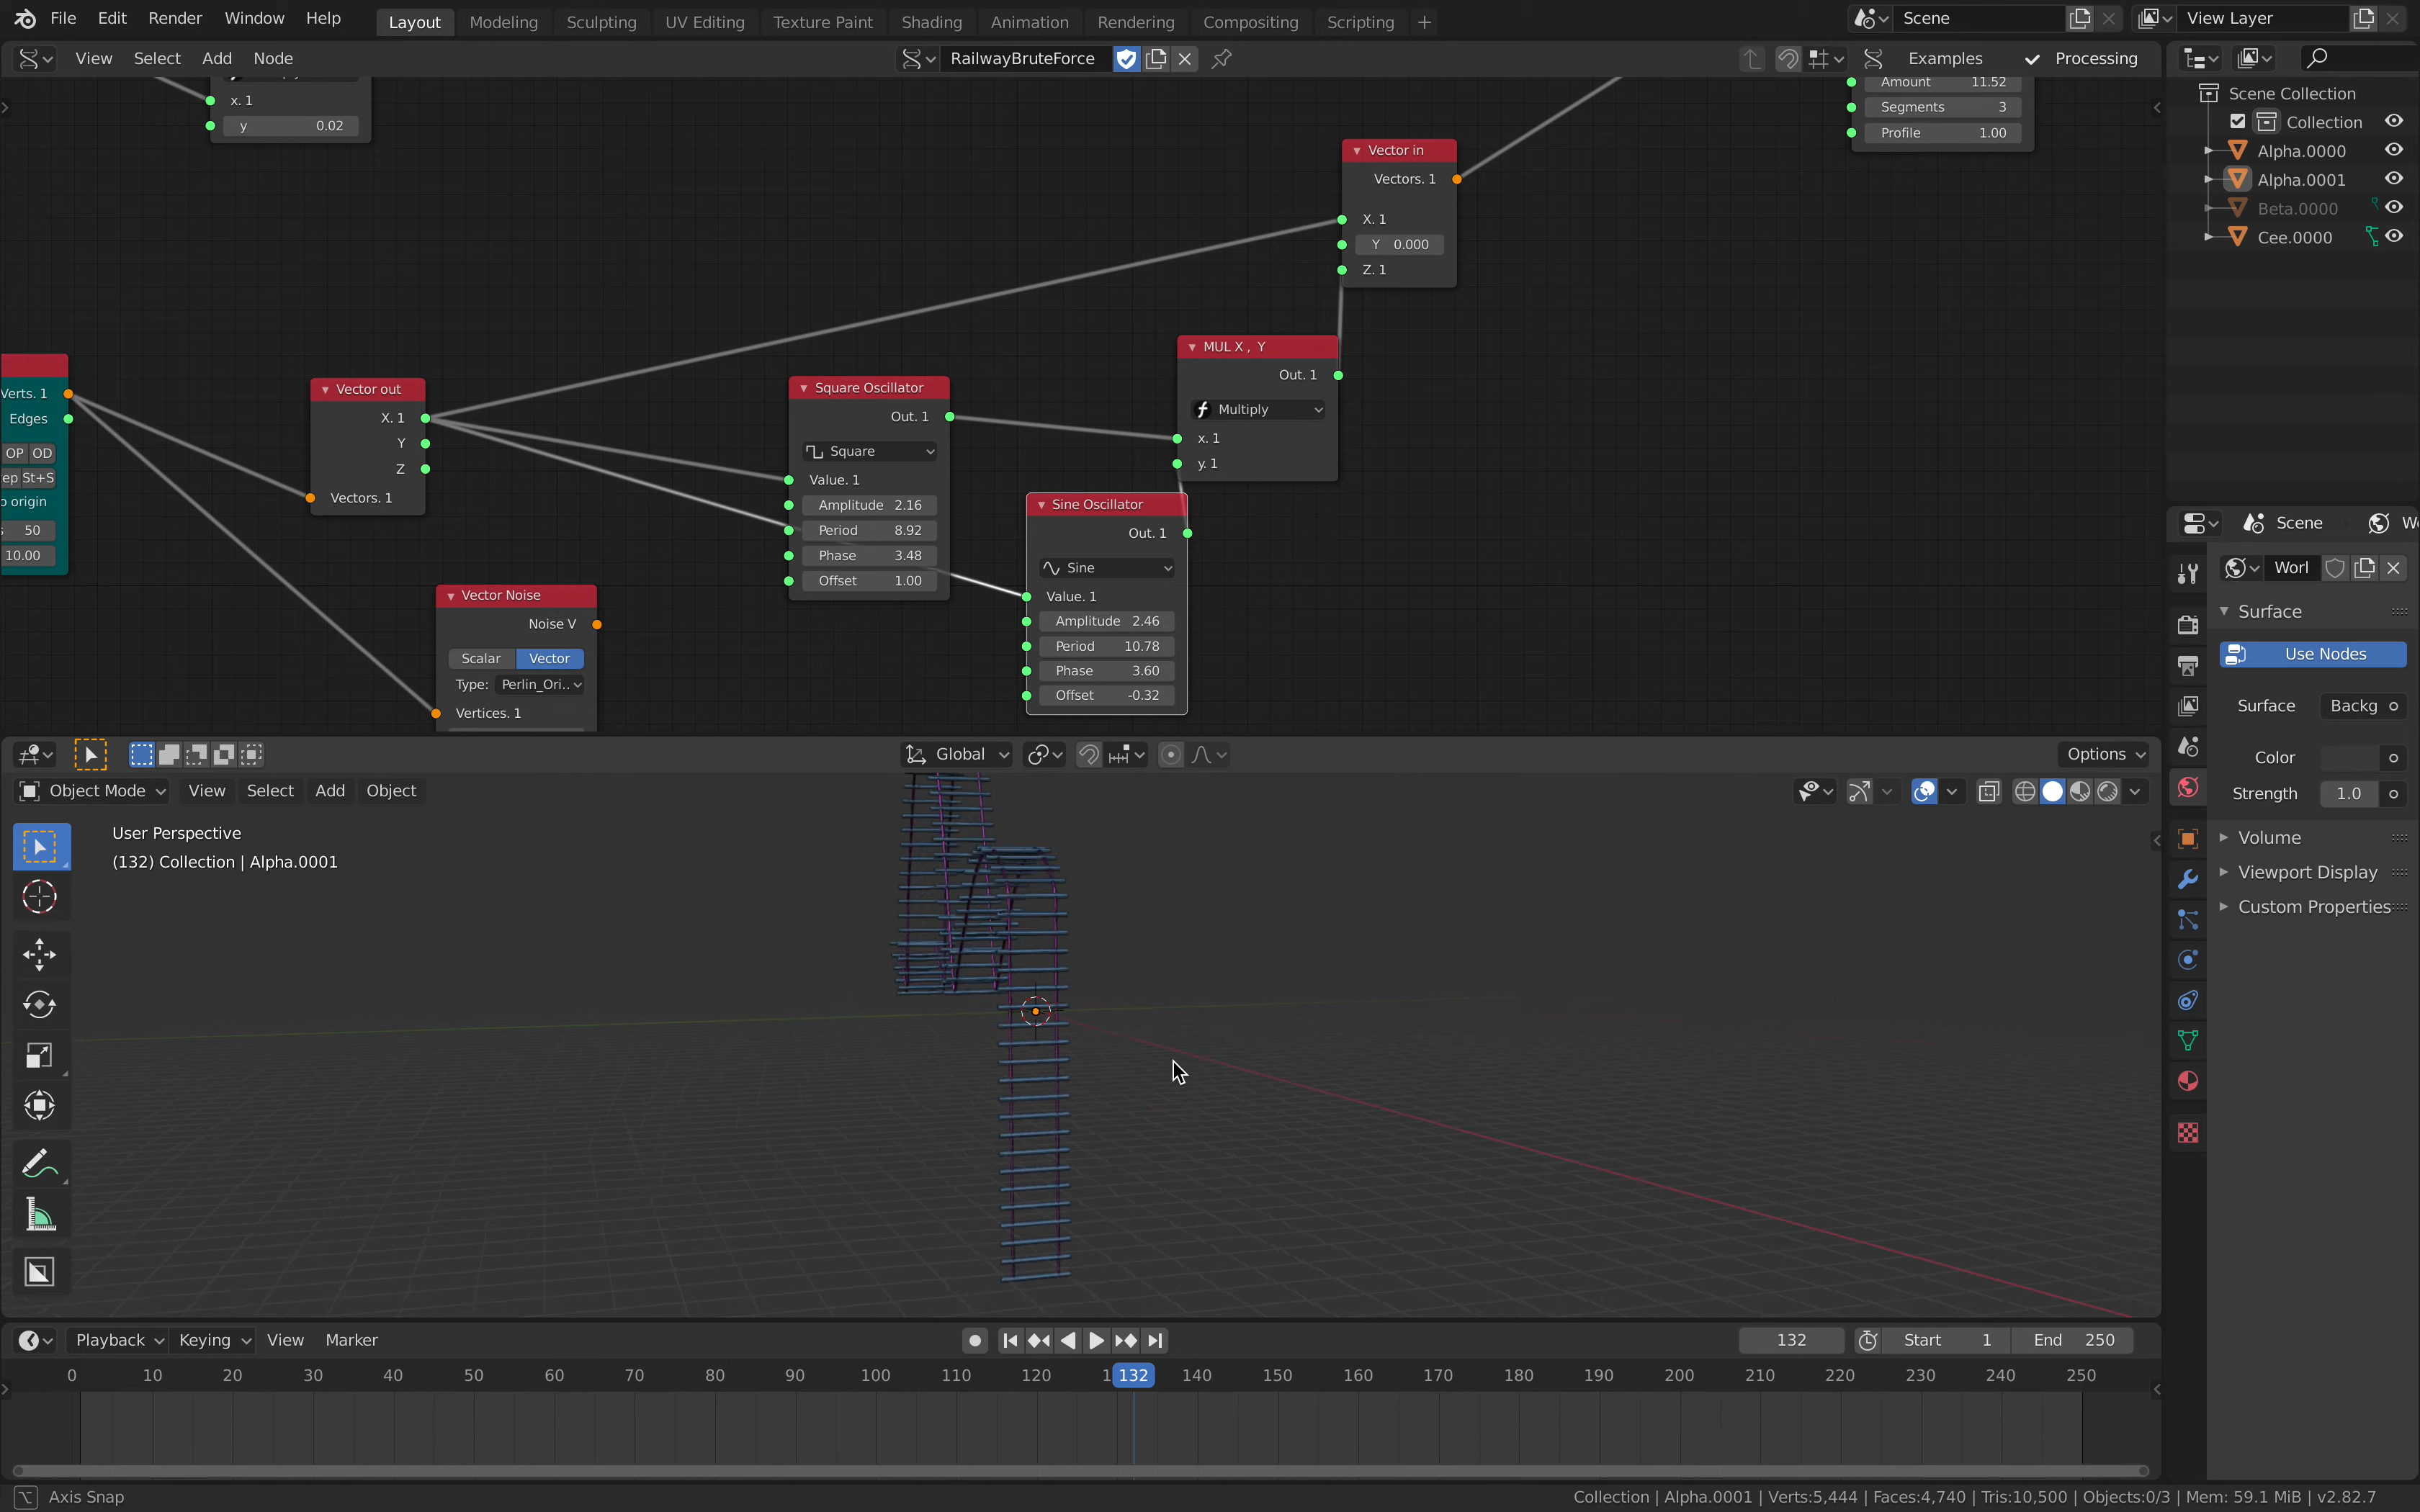 File Edit Render Window Help Layout Modeling Sculpting UV Editing Texture Paint Shading Animation Rendering Compositing Scripting + Scene View Layer
View Select Add Node RailwayBruteForce Examples Processing
x. 1
y 0.02
Vector in
Vectors. 1
X. 1
Y 0.000
Z. 1
Amount 11.52
Segments 3
Profile 1.00
Verts. 1
Edges
OP OD
St+S
origin
50
10.00
Vector out
X. 1
Y
Z
Vectors. 1
Square Oscillator
Out. 1
Square
Value. 1
Amplitude 2.16
Period 8.92
Phase 3.48
Offset 1.00
MUL X , Y
Out. 1
Multiply
x. 1
y. 1
Sine Oscillator
Out. 1
Sine
Value. 1
Amplitude 2.46
Period 10.78
Phase 3.60
Offset -0.32
Vector Noise
Noise V
Scalar Vector
Type: Perlin_Ori..
Vertices. 1
Scene Collection
Collection
Alpha.0000
Alpha.0001
Beta.0000
Cee.0000
Scene
Worl
Surface
Use Nodes
Surface Backg
Color
Strength 1.0
Volume
Viewport Display
Custom Properties
Global Options
Object Mode View Select Add Object
User Perspective
(132) Collection | Alpha.0001
Playback Keying View Marker 132 Start 1 End 250
0 10 20 30 40 50 60 70 80 90 100 110 120 132 140 150 160 170 180 190 200 210 220 230 240 250
Axis Snap Collection | Alpha.0001 | Verts:5,444 | Faces:4,740 | Tris:10,500 | Objects:0/3 | Mem: 59.1 MiB | v2.82.7